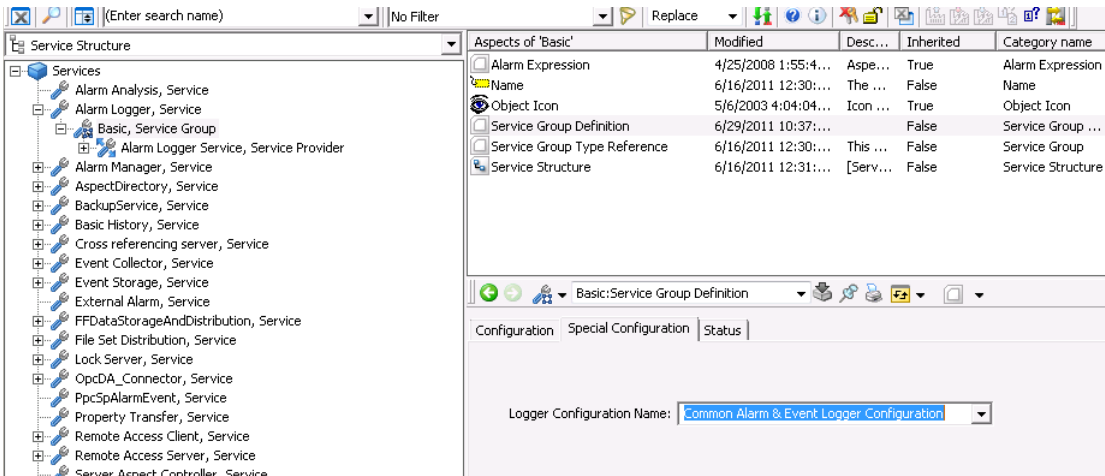 (Enter search name)
No Filter
Replace
Service Structure
Services
Alarm Analysis, Service
Alarm Logger, Service
Basic, Service Group
Alarm Logger Service, Service Provider
Alarm Manager, Service
AspectDirectory, Service
BackupService, Service
Basic History, Service
Cross referencing server, Service
Event Collector, Service
Event Storage, Service
External Alarm, Service
FFDataStorageAndDistribution, Service
File Set Distribution, Service
Lock Server, Service
OpcDA_Connector, Service
PpcSpAlarmEvent, Service
Property Transfer, Service
Remote Access Client, Service
Remote Access Server, Service
Server Aspect Controller, Service
Aspects of 'Basic' Modified Desc... Inherited Category name
Alarm Expression 4/25/2008 1:55:4... Aspe... True Alarm Expression
Name 6/16/2011 12:30:... The ... False Name
Object Icon 5/6/2003 4:04:04... Icon ... True Object Icon
Service Group Definition 6/29/2011 10:37:... False Service Group ...
Service Group Type Reference 6/16/2011 12:30:... This ... False Service Group
Service Structure 6/16/2011 12:31:... [Serv... False Service Structure
Basic:Service Group Definition
Configuration Special Configuration Status
Logger Configuration Name: Common Alarm & Event Logger Configuration